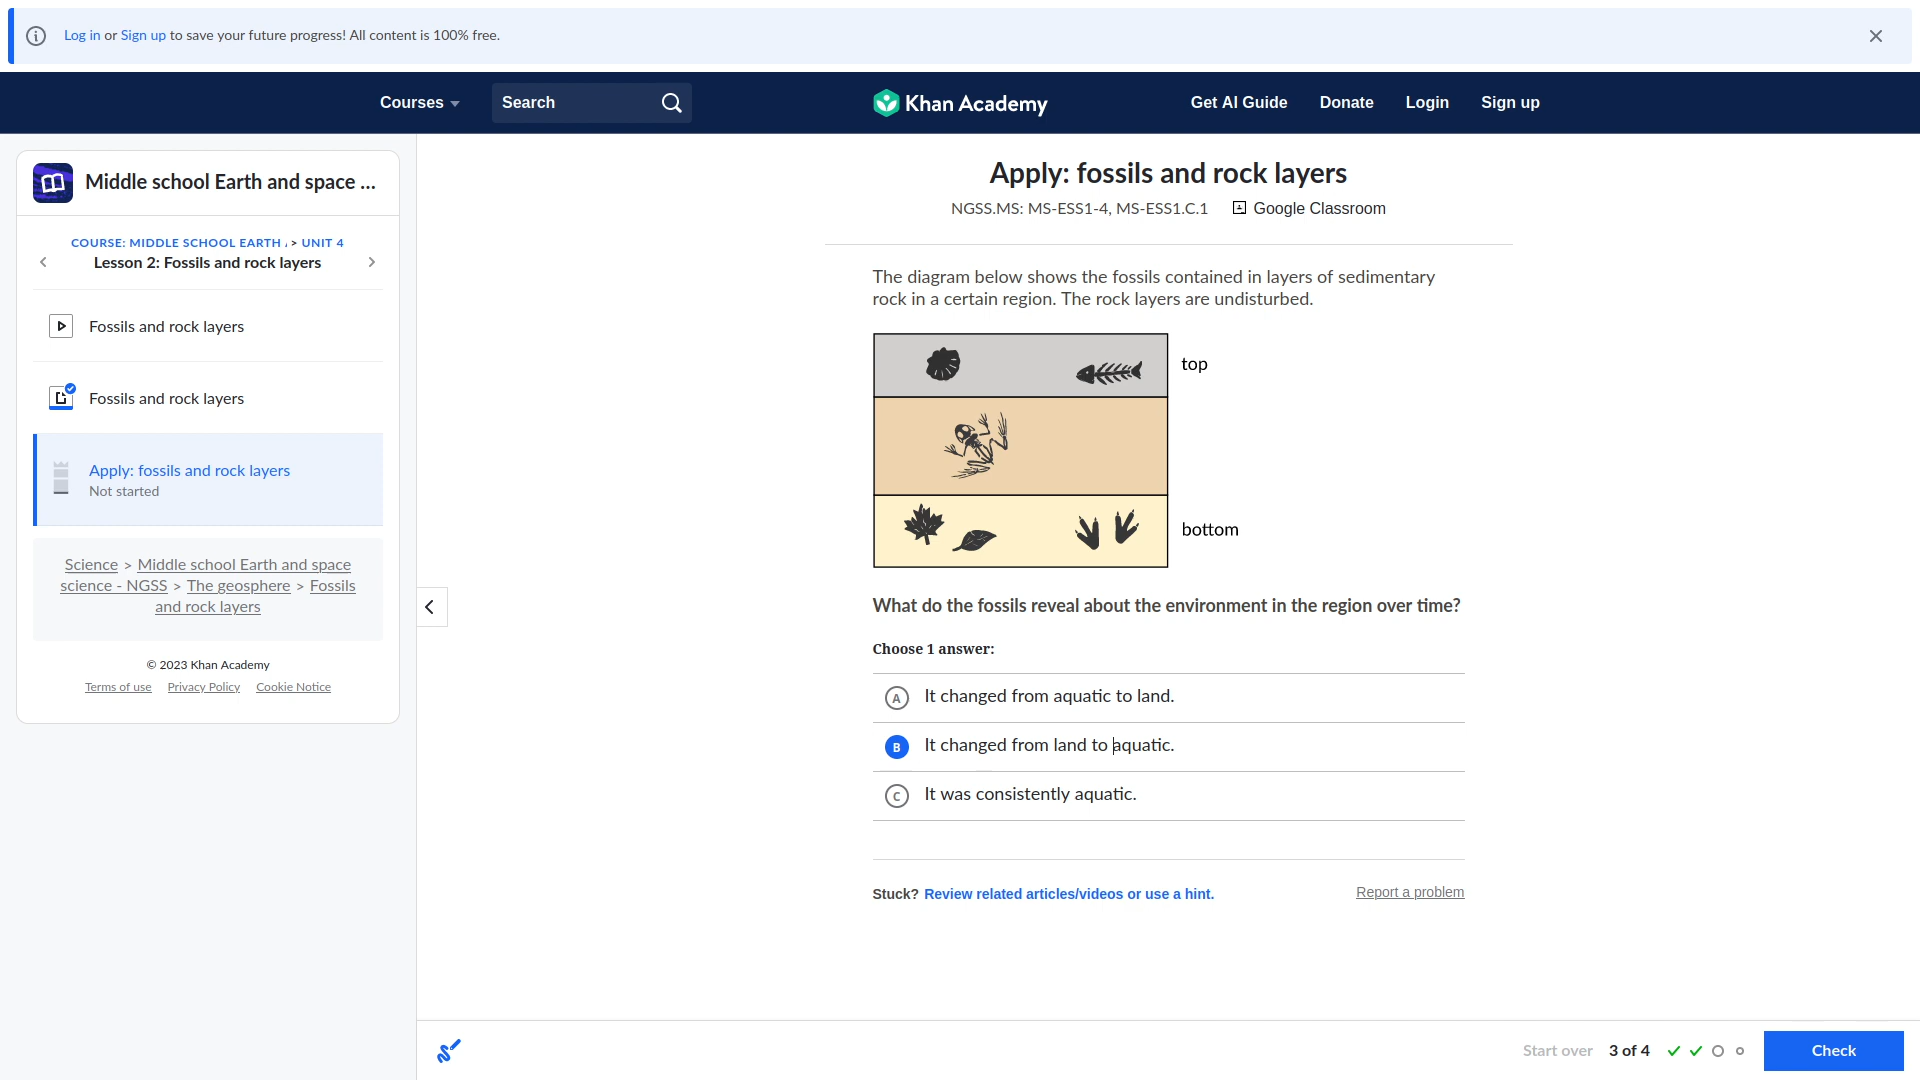 Log in or Sign up to save your future progress! All content is 100% free.
Courses
Search
Khan Academy
Get AI Guide
Donate
Login
Sign up
Middle school Earth and space ...
COURSE: MIDDLE SCHOOL EARTH . > UNIT 4
Lesson 2: Fossils and rock layers
Fossils and rock layers
Fossils and rock layers
Apply: fossils and rock layers
Not started
Science > Middle school Earth and space
science - NGSS > The geosphere > Fossils
and rock layers
© 2023 Khan Academy
Terms of use Privacy Policy Cookie Notice
Apply: fossils and rock layers
NGSS.MS: MS-ESS1-4, MS-ESS1.C.1
Google Classroom
The diagram below shows the fossils contained in layers of sedimentary
rock in a certain region. The rock layers are undisturbed.
top
bottom
What do the fossils reveal about the environment in the region over time?
Choose 1 answer:
A It changed from aquatic to land.
B It changed from land to aquatic.
C It was consistently aquatic.
Stuck? Review related articles/videos or use a hint.
Report a problem
Start over
3 of 4
Check